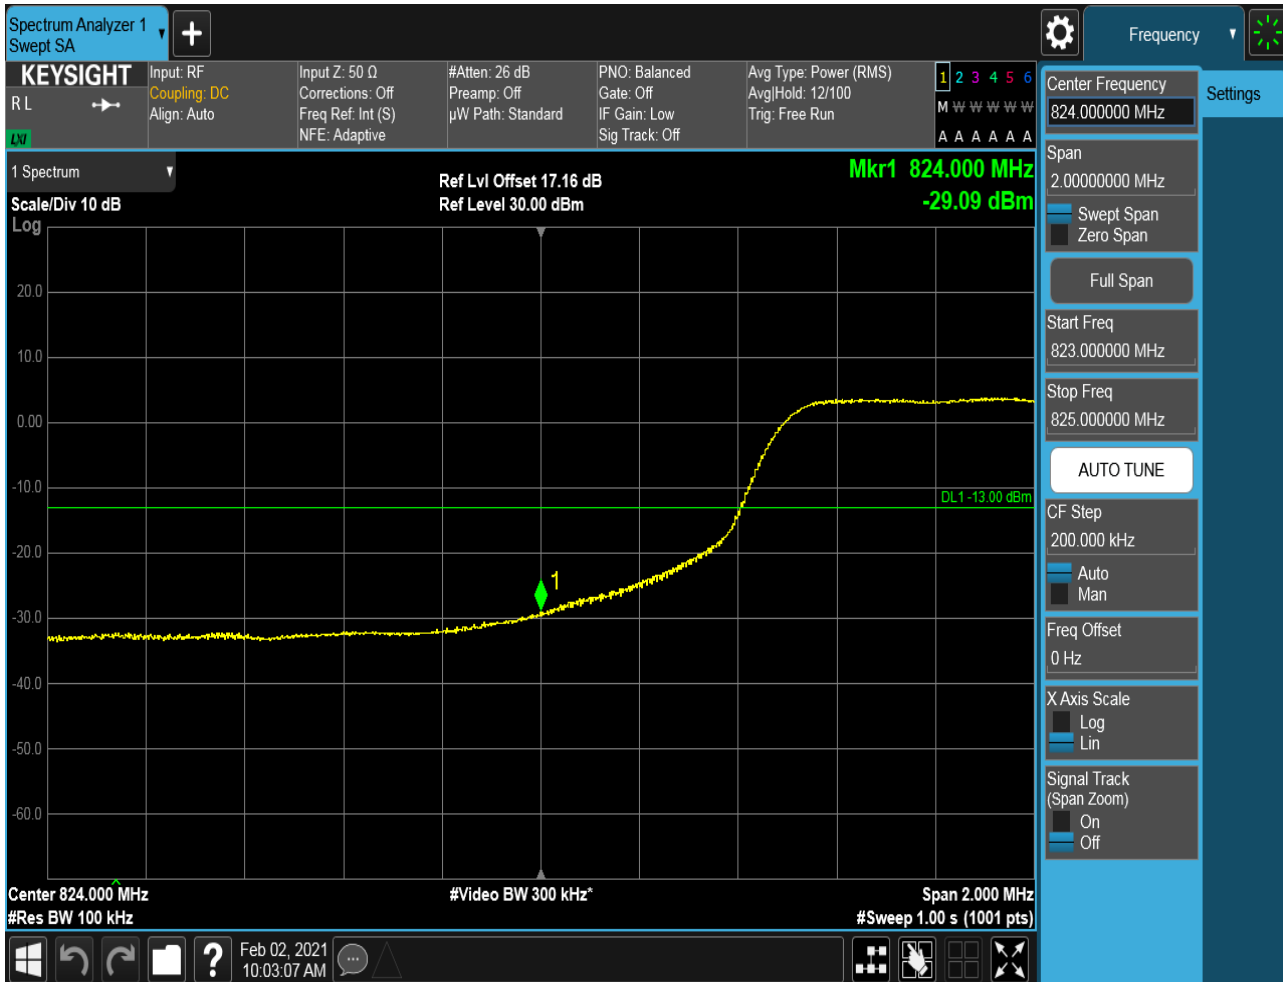 Spectrum Analyzer 1
Swept SA
Frequency
KEYSIGHT
R L
LXI
Input: RF
Coupling: DC
Align: Auto
Input Z: 50 Ω
Corrections: Off
Freq Ref: Int (S)
NFE: Adaptive
#Atten: 26 dB
Preamp: Off
µW Path: Standard
PNO: Balanced
Gate: Off
IF Gain: Low
Sig Track: Off
Avg Type: Power (RMS)
Avg|Hold: 12/100
Trig: Free Run
1 2 3 4 5 6
M W W W W W
A A A A A A
1 Spectrum
Scale/Div 10 dB
Log
Ref Lvl Offset 17.16 dB
Ref Level 30.00 dBm
Mkr1 824.000 MHz
-29.09 dBm
20.0
10.0
0.00
-10.0
DL1 -13.00 dBm
-20.0
1
-30.0
-40.0
-50.0
-60.0
Center 824.000 MHz
#Res BW 100 kHz
#Video BW 300 kHz*
Span 2.000 MHz
#Sweep 1.00 s (1001 pts)
?
Feb 02, 2021
10:03:07 AM
Center Frequency
824.000000 MHz
Settings
Span
2.00000000 MHz
Swept Span
Zero Span
Full Span
Start Freq
823.000000 MHz
Stop Freq
825.000000 MHz
AUTO TUNE
CF Step
200.000 kHz
Auto
Man
Freq Offset
0 Hz
X Axis Scale
Log
Lin
Signal Track
(Span Zoom)
On
Off